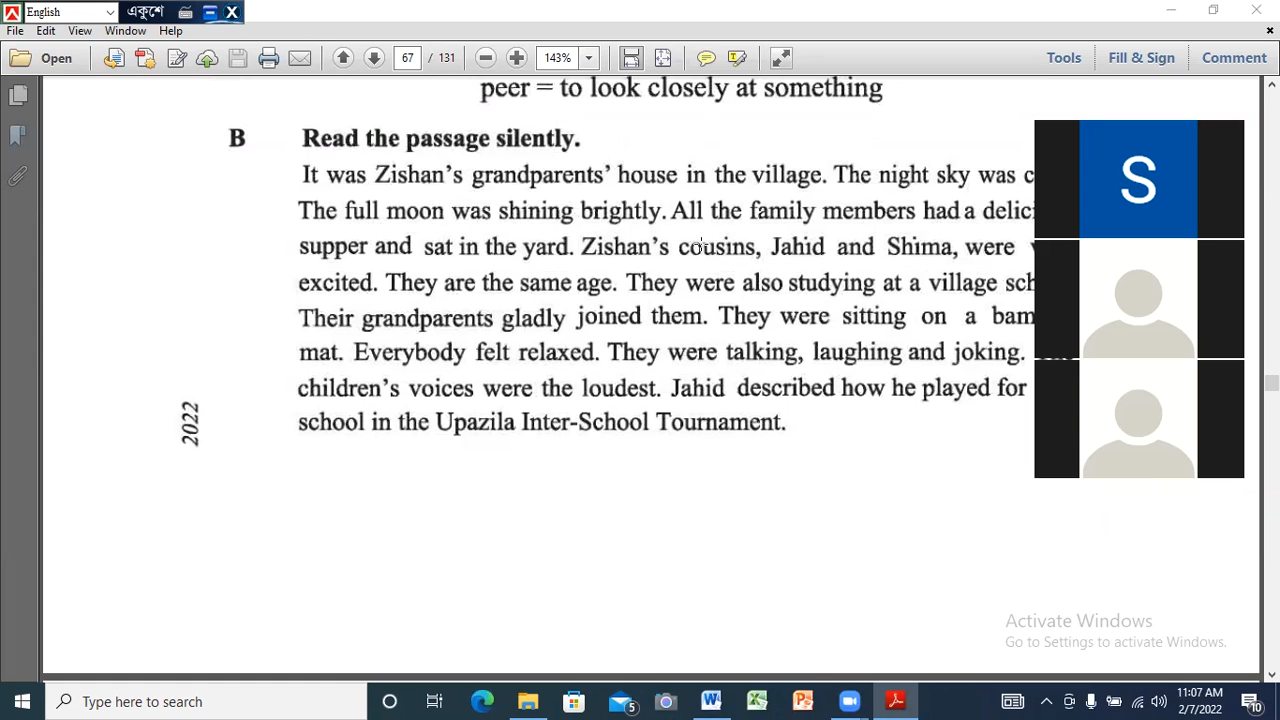 English
একুশে
File Edit View Window Help
Open 67 / 131 143% Tools Fill & Sign Comment
peer = to look closely at something
B Read the passage silently.
It was Zishan's grandparents' house in the village. The night sky was
The full moon was shining brightly. All the family members had a
supper and sat in the yard. Zishan's cousins, Jahid and Shima, were
excited. They are the same age. They were also studying at a village
Their grandparents gladly joined them. They were sitting on a
mat. Everybody felt relaxed. They were talking, laughing and joking.
children's voices were the loudest. Jahid described how he played for
school in the Upazila Inter-School Tournament.
2022
S
Activate Windows
Go to Settings to activate Windows.
Type here to search
5
11:07 AM
2/7/2022
10